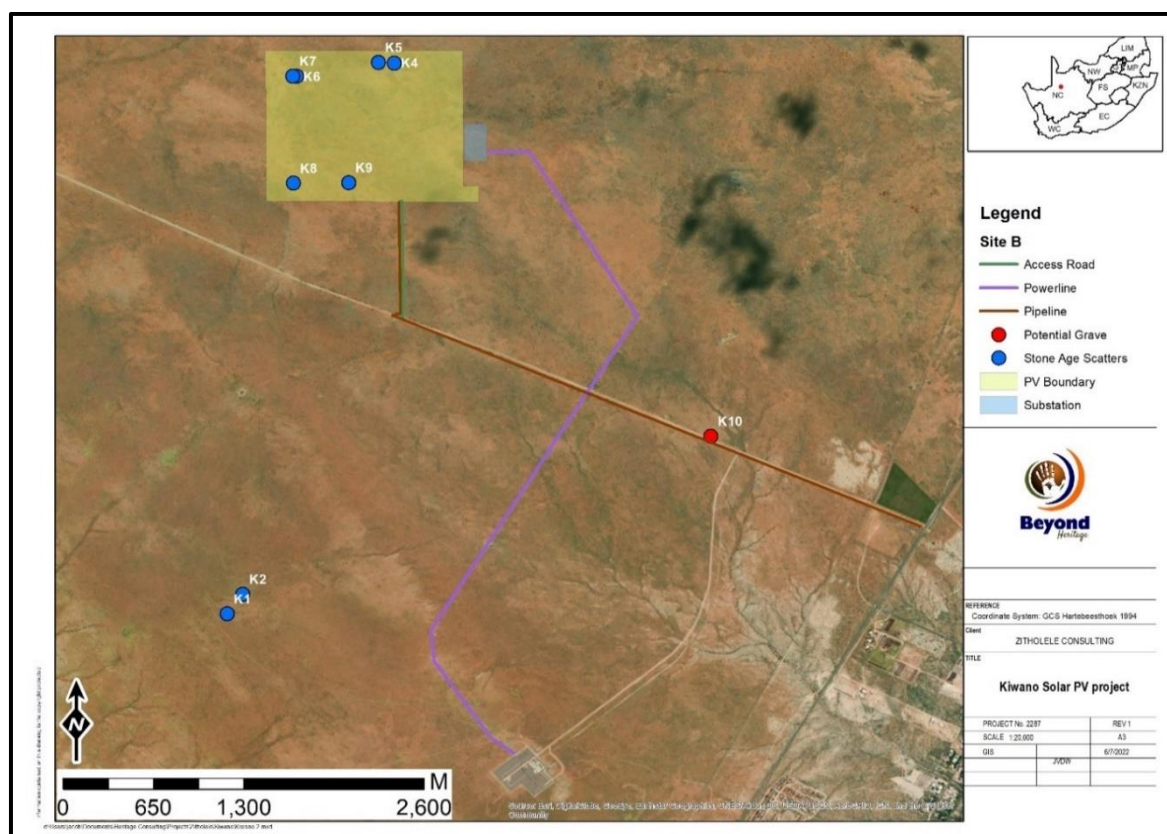 K5
K7
K4
K6
K8
K9
K10
K2
K1
N
M
0 650 1,300 2,600
Community
LIM
NW
MP
NC
FS
KZN
EC
WC
Legend
Site B
Access Road
Powerline
Pipeline
Potential Grave
Stone Age Scatters
PV Boundary
Substation
Beyond
Heritage
REFERENCE
Coordinate System: GCS Hartebeesthoek 1994
Client
ZITHOLELE CONSULTING
TITLE
Kiwano Solar PV project
PROJECT No. 2287 REV 1
SCALE 1:20,000 A3
GIS JVDW 6/7/2022